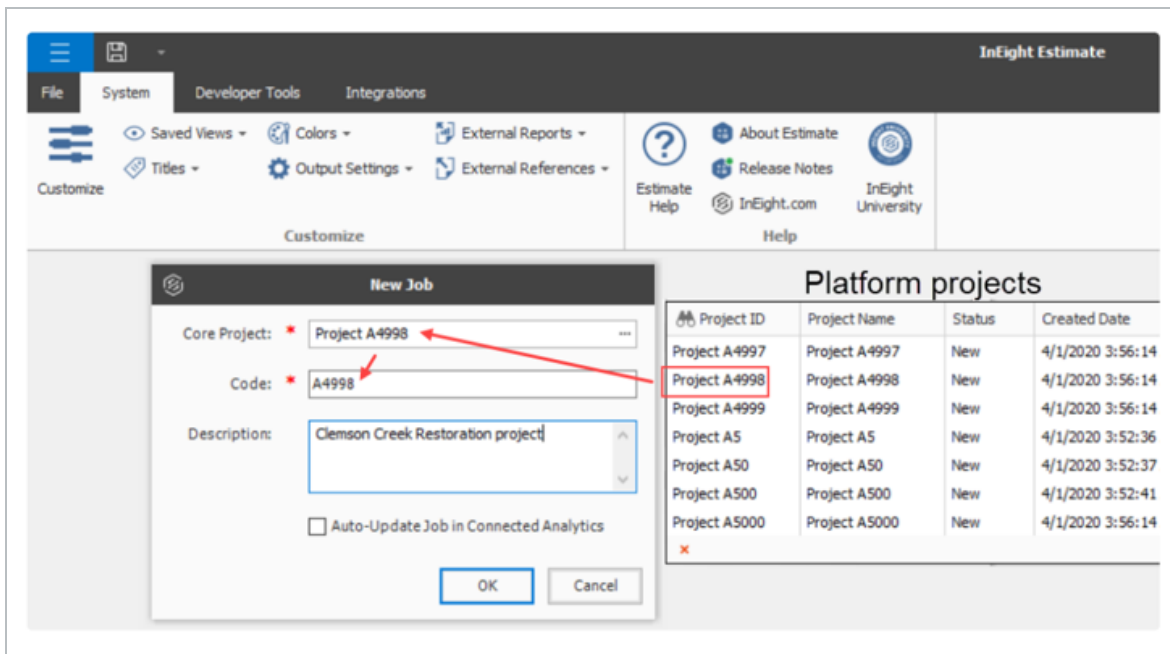 InEight Estimate
File System Developer Tools Integrations
Saved Views Colors External Reports About Estimate
Titles Output Settings External References Release Notes
Customize Estimate Help InEight.com InEight University
Customize Help
New Job
Core Project: * Project A4998 ...
Code: * A4998
Description: Clemson Creek Restoration project
Auto-Update Job in Connected Analytics
OK Cancel
Platform projects
Project ID Project Name Status Created Date
Project A4997 Project A4997 New 4/1/2020 3:56:14
Project A4998 Project A4998 New 4/1/2020 3:56:14
Project A4999 Project A4999 New 4/1/2020 3:56:14
Project A5 Project A5 New 4/1/2020 3:52:36
Project A50 Project A50 New 4/1/2020 3:52:37
Project A500 Project A500 New 4/1/2020 3:52:41
Project A5000 Project A5000 New 4/1/2020 3:56:14